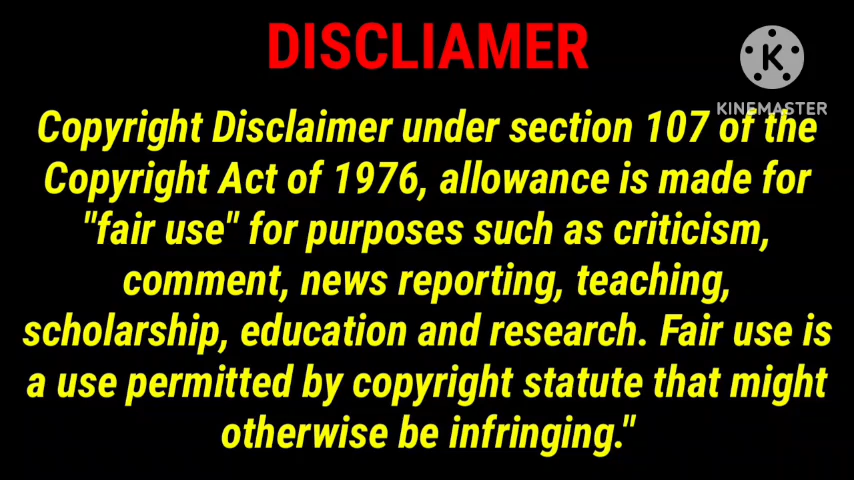 DISCLIAMER
KINEMASTER
Copyright Disclaimer under section 107 of the
Copyright Act of 1976, allowance is made for
"fair use" for purposes such as criticism,
comment, news reporting, teaching,
scholarship, education and research. Fair use is
a use permitted by copyright statute that might
otherwise be infringing."